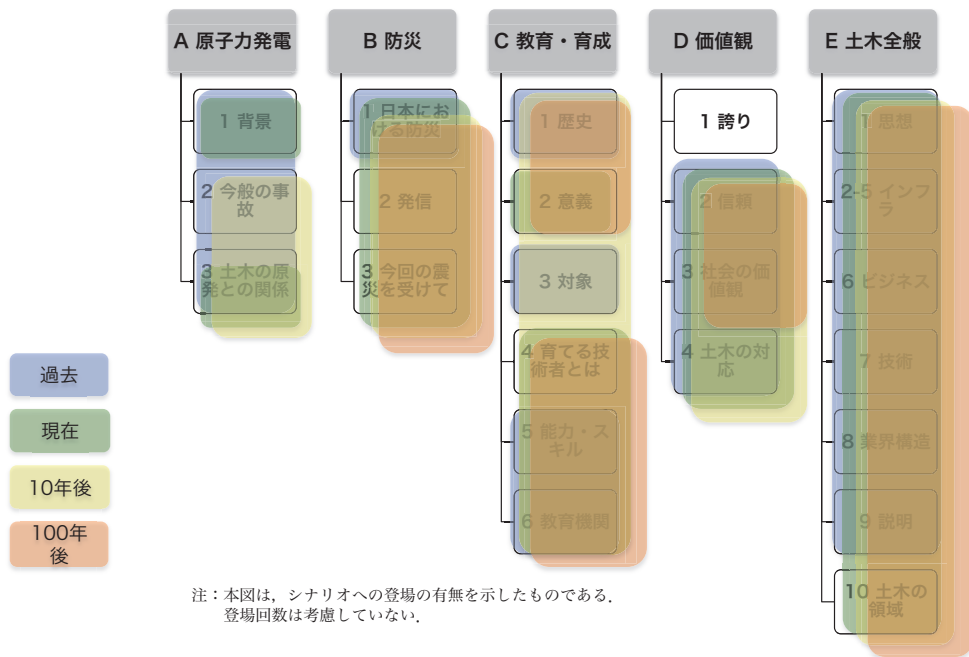 A 原子力発電
1 背景
2 今般の事
故
3 土木の原
発との関係
B 防災
1 日本にお
ける防災
2 発信
3 今回の震
災を受けて
C 教育・育成
1 歴史
2 意義
3 対象
4 育てる技
術者とは
5 能力・ス
キル
6 教育機関
D 価値観
1 誇り
2 信頼
3 社会の価
値観
4 土木の対
応
E 土木全般
1 思想
2-5 インフ
ラ
6 ビジネス
7 技術
8 業界構造
9 説明
10 土木の
領域
過去
現在
10年後
100年
後
注：本図は，シナリオへの登場の有無を示したものである．
登場回数は考慮していない．